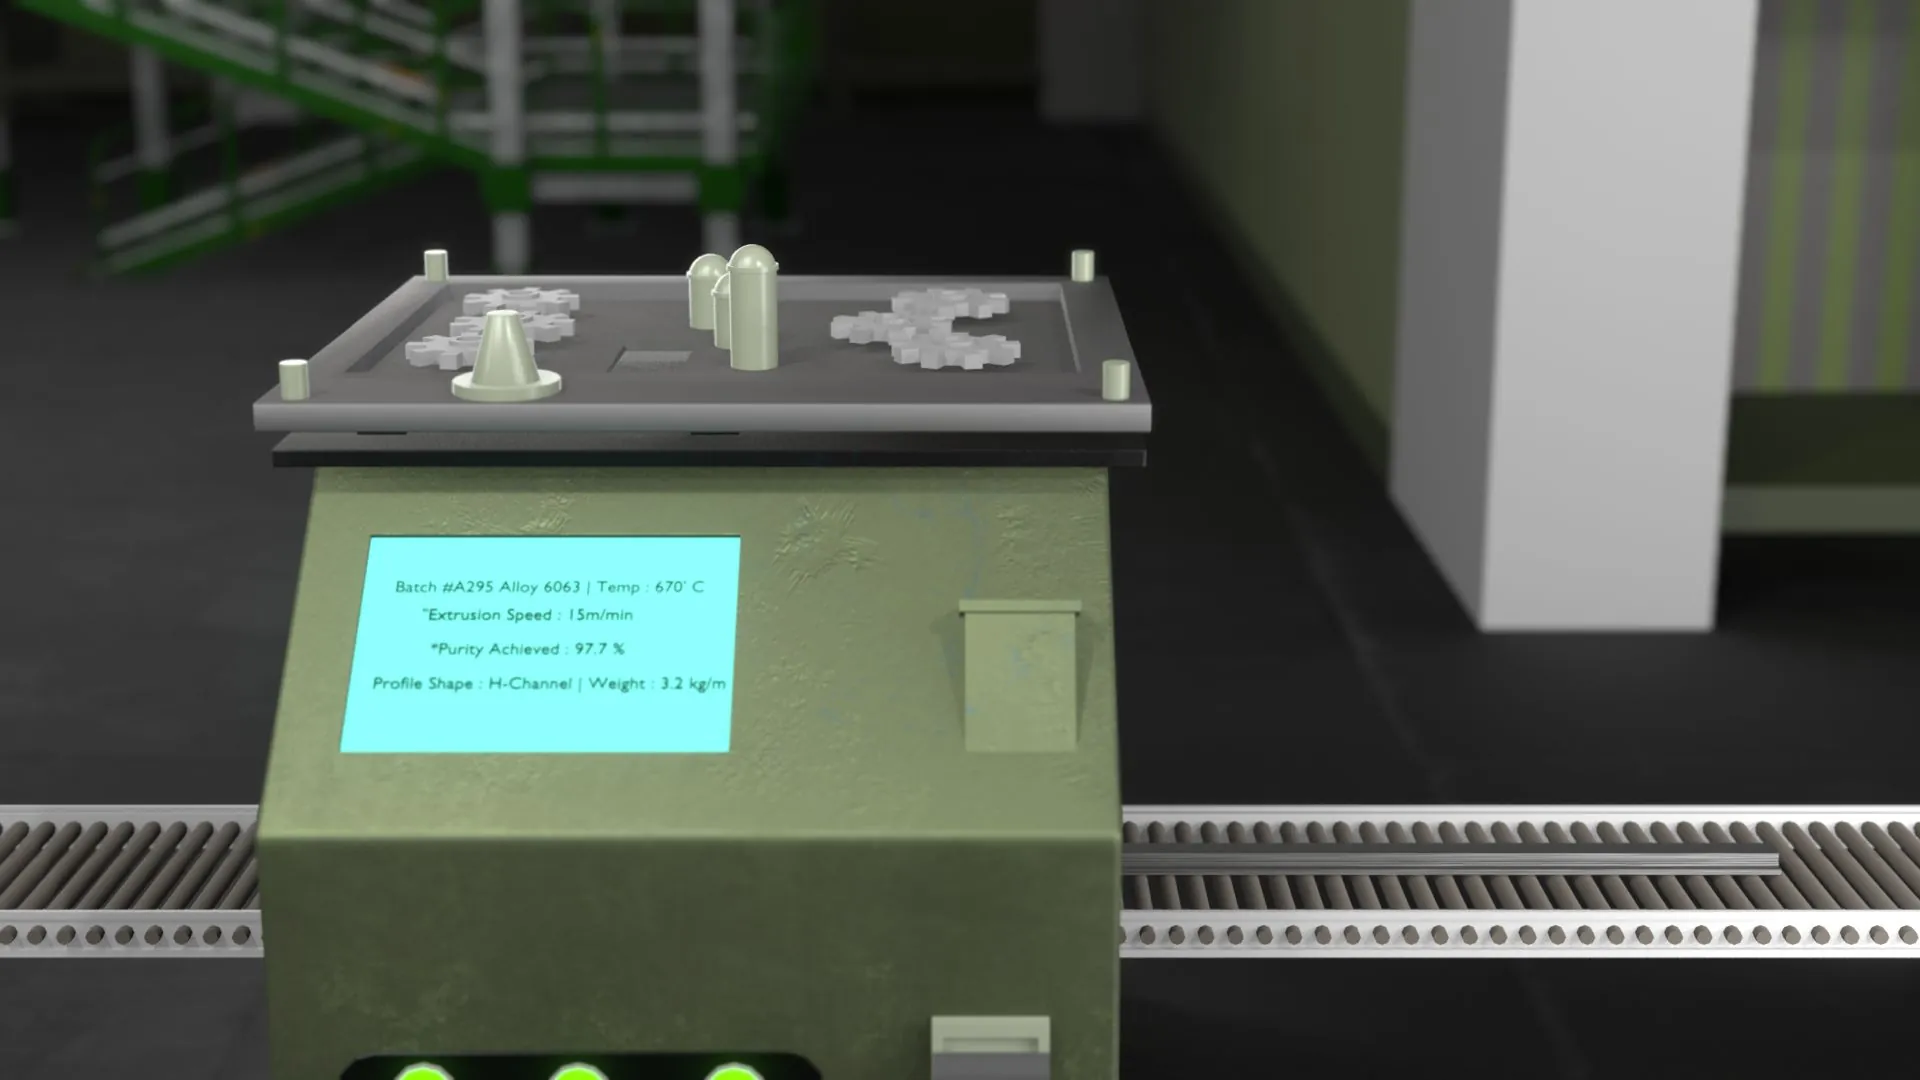 Batch #A295 Alloy 6063 | Temp : 670° C
"Extrusion Speed : 15m/min
*Purity Achieved : 97.7 %
Profile Shape : H-Channel | Weight : 3.2 kg/m